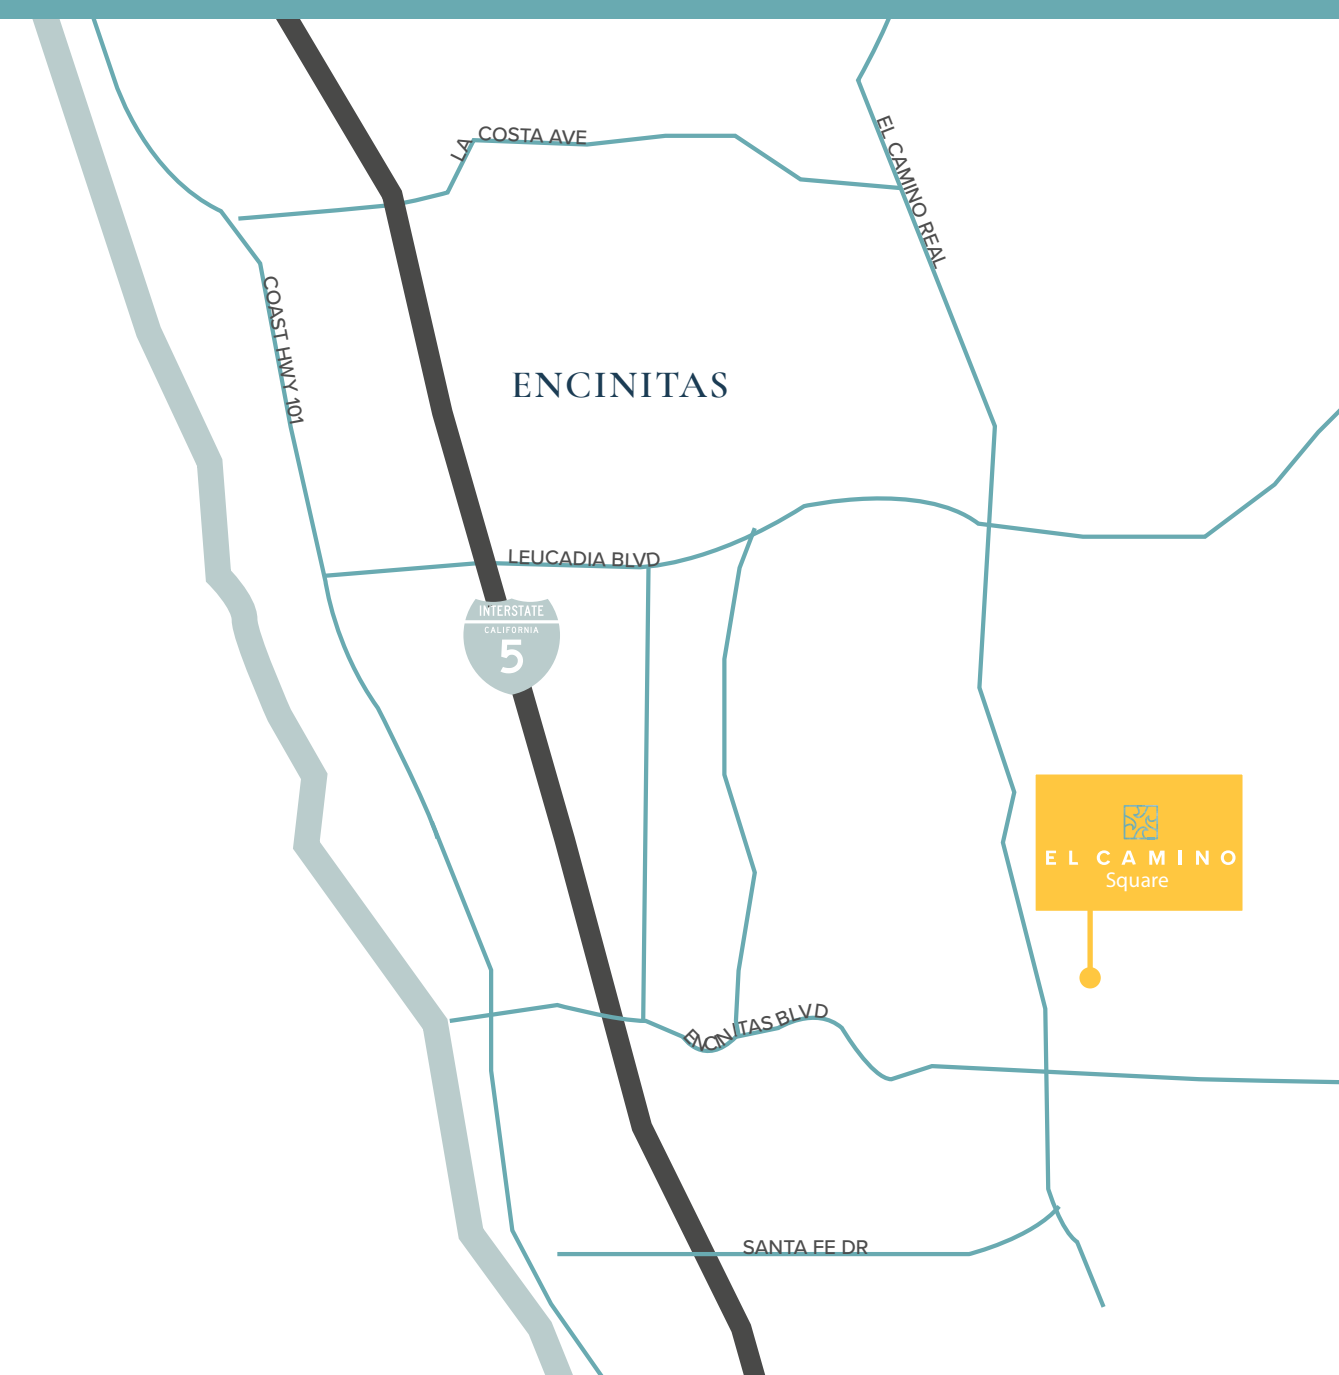 LA COSTA AVE
EL CAMINO REAL
COAST HWY 101
ENCINITAS
LEUCADIA BLVD
INTERSTATE
CALIFORNIA
5
EL CAMINO
Square
ENCINITAS BLVD
SANTA FE DR